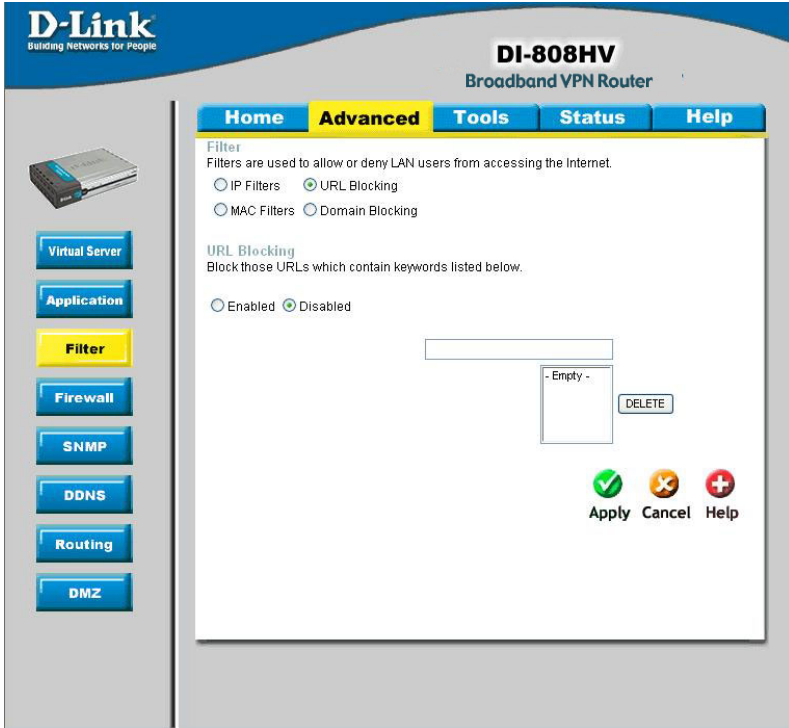 D-Link
Building Networks for People
DI-808HV
Broadband VPN Router
Home Advanced Tools Status Help
Filter
Filters are used to allow or deny LAN users from accessing the Internet.
IP Filters URL Blocking
MAC Filters Domain Blocking
URL Blocking
Block those URLs which contain keywords listed below.
Enabled Disabled
- Empty -
DELETE
Apply Cancel Help
Virtual Server
Application
Filter
Firewall
SNMP
DDNS
Routing
DMZ